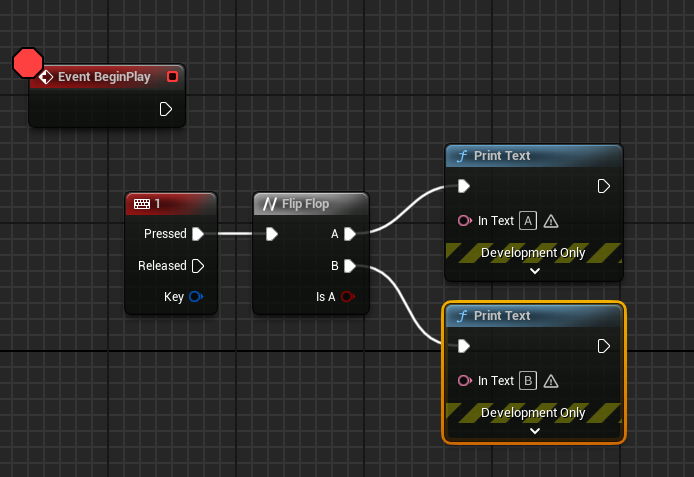 Event BeginPlay
1
Pressed
Released
Key
Flip Flop
A
B
Is A
Print Text
In Text A
Development Only
Print Text
In Text B
Development Only